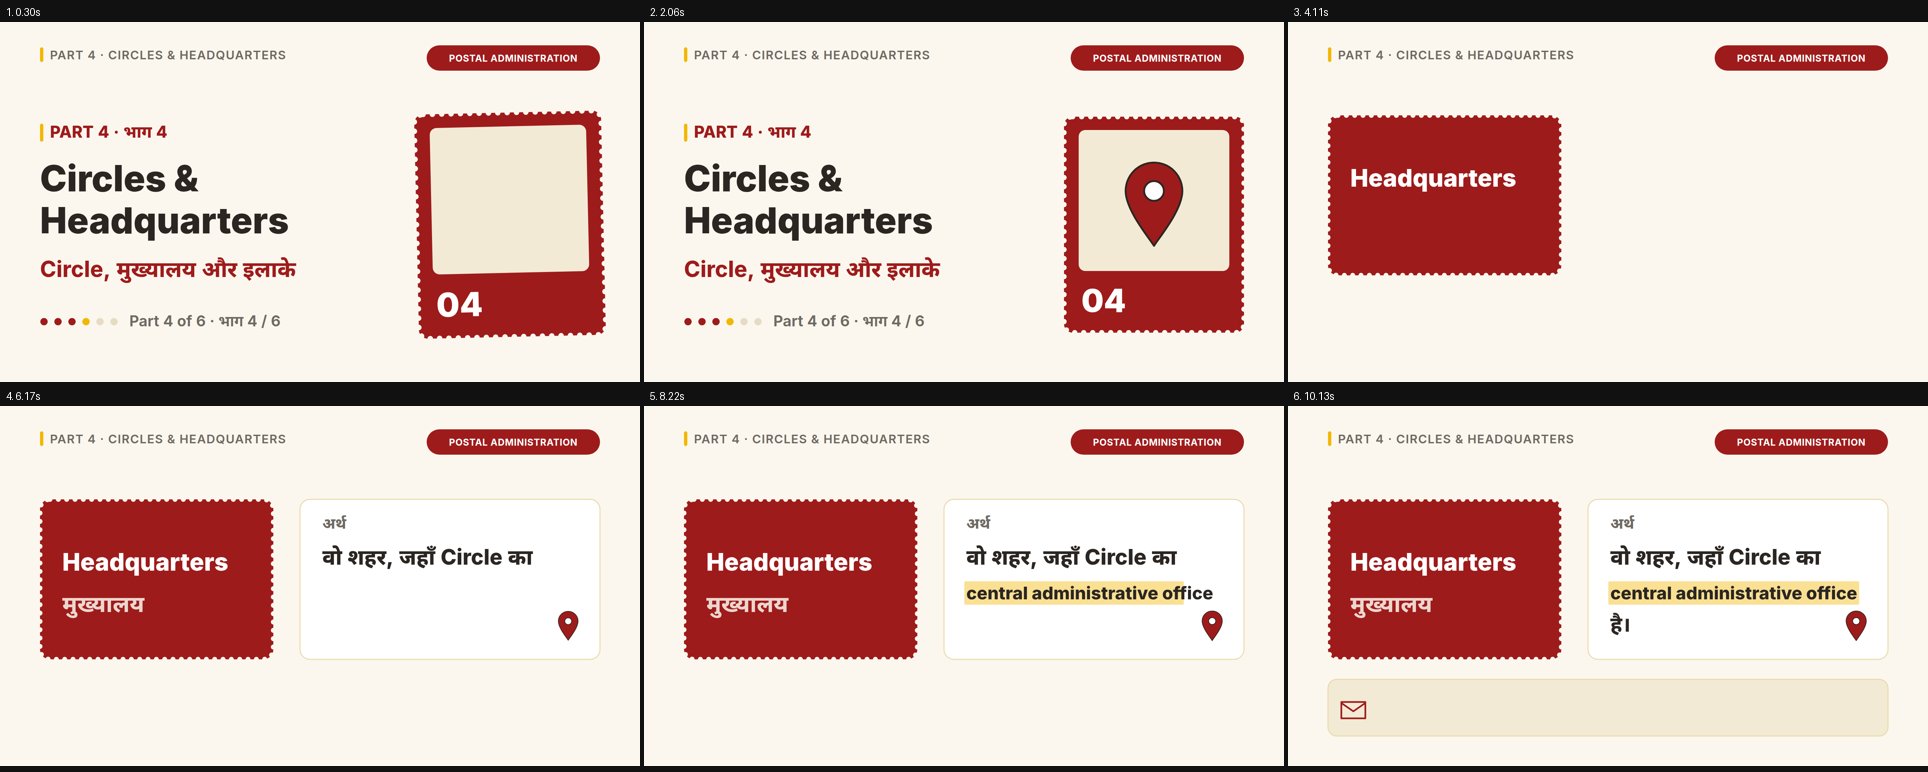 1. 0.30s
PART 4 · CIRCLES & HEADQUARTERS
POSTAL ADMINISTRATION
PART 4 · भाग 4
Circles &
Headquarters
Circle, मुख्यालय और इलाके
Part 4 of 6 · भाग 4 / 6
04
2. 2.06s
PART 4 · CIRCLES & HEADQUARTERS
POSTAL ADMINISTRATION
PART 4 · भाग 4
Circles &
Headquarters
Circle, मुख्यालय और इलाके
Part 4 of 6 · भाग 4 / 6
04
3. 4.11s
PART 4 · CIRCLES & HEADQUARTERS
POSTAL ADMINISTRATION
Headquarters
4. 6.17s
PART 4 · CIRCLES & HEADQUARTERS
POSTAL ADMINISTRATION
Headquarters
मुख्यालय
अर्थ
वो शहर, जहाँ Circle का
5. 8.22s
PART 4 · CIRCLES & HEADQUARTERS
POSTAL ADMINISTRATION
Headquarters
मुख्यालय
अर्थ
वो शहर, जहाँ Circle का
central administrative office
6. 10.13s
PART 4 · CIRCLES & HEADQUARTERS
POSTAL ADMINISTRATION
Headquarters
मुख्यालय
अर्थ
वो शहर, जहाँ Circle का
central administrative office
है।